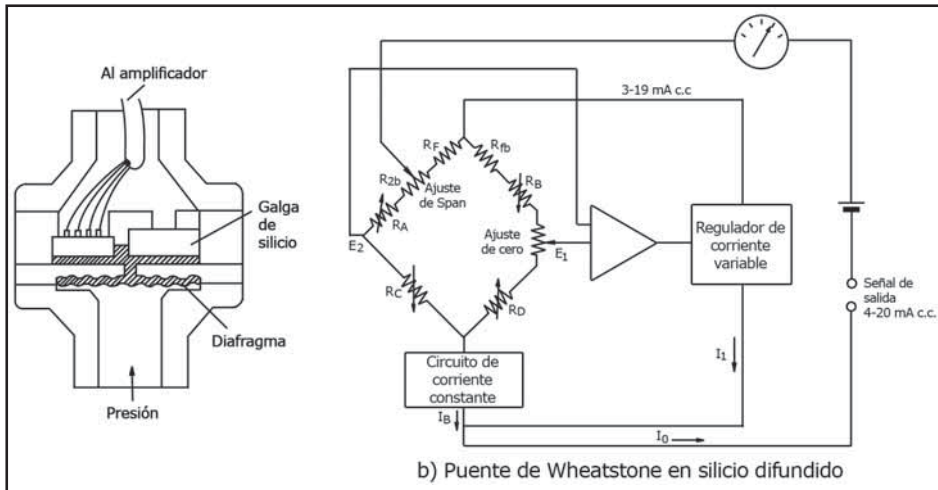 Al amplificador
Galga
de
silicio
Diafragma
Presión
3-19 mA c.c
RF
Rfb
R2b
Ajuste
de Span
RB
RA
E2
Ajuste
de cero
E1
RC
RD
Regulador de
corriente
variable
Señal de
salida
4-20 mA c.c.
Circuito de
corriente
constante
I1
IB
I0
b) Puente de Wheatstone en silicio difundido